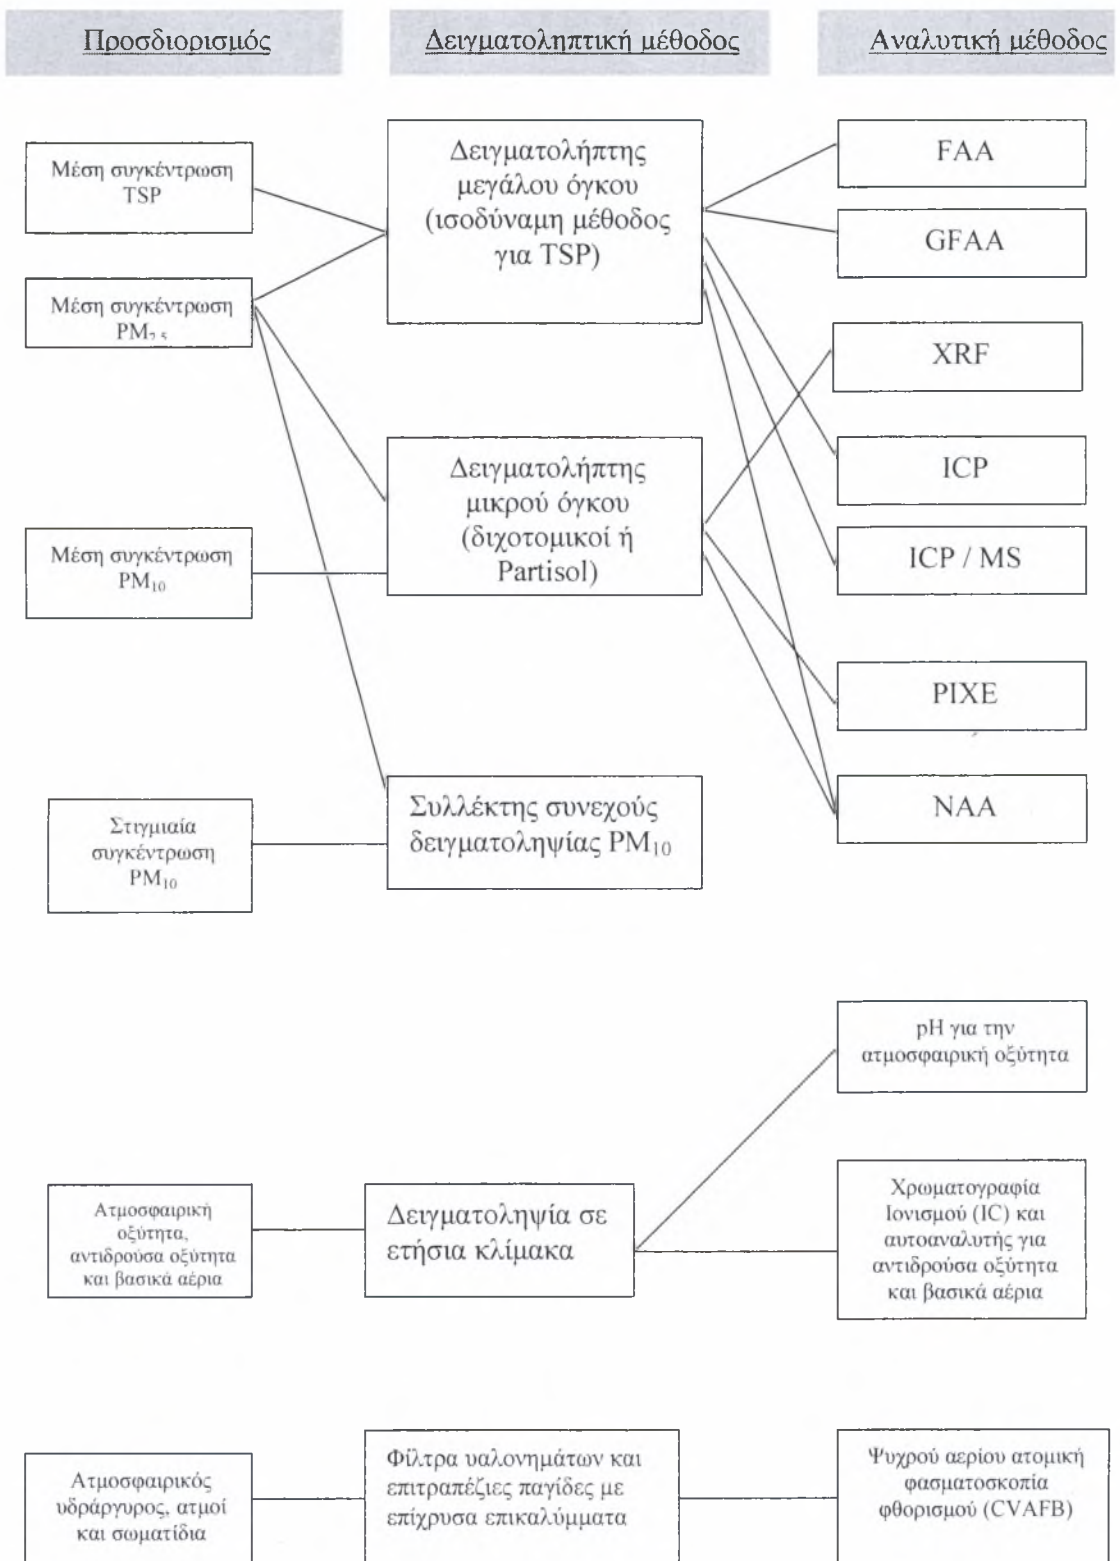 Προσδιορισμός
Δειγματοληπτική μέθοδος
Αναλυτική μέθοδος
Μέση συγκέντρωση
TSP
Μέση συγκέντρωση
Μέση συγκέντρωση
PM₁₀
Στιγμιαία
συγκέντρωση
PM₁₀
Δειγματολήπτης
μεγάλου όγκου
(ισοδύναμη μέθοδος
για TSP)
Δειγματολήπτης
μικρού όγκου
(διχοτομικοί ή
Partisol)
Συλλέκτης συνεχούς
δειγματοληψίας PM₁₀
FAA
GFAA
XRF
ICP
ICP / MS
PIXE
NAA
Ατμοσφαιρική
οξύτητα,
αντιδρούσα οξύτητα
και βασικά αέρια
Δειγματοληψία σε
ετήσια κλίμακα
pH για την
ατμοσφαιρική οξύτητα
Χρωματογραφία
Ιονισμού (IC) και
αυτοαναλυτής για
αντιδρούσα οξύτητα
και βασικά αέρια
Ατμοσφαιρικός
υδράργυρος, ατμοί
και σωματίδια
Φίλτρα υαλονημάτων και
επιτραπέζιες παγίδες με
επίχρυσα επικαλύμματα
Ψυχρού αερίου ατομική
φασματοσκοπία
φθορισμού (CVAFB)